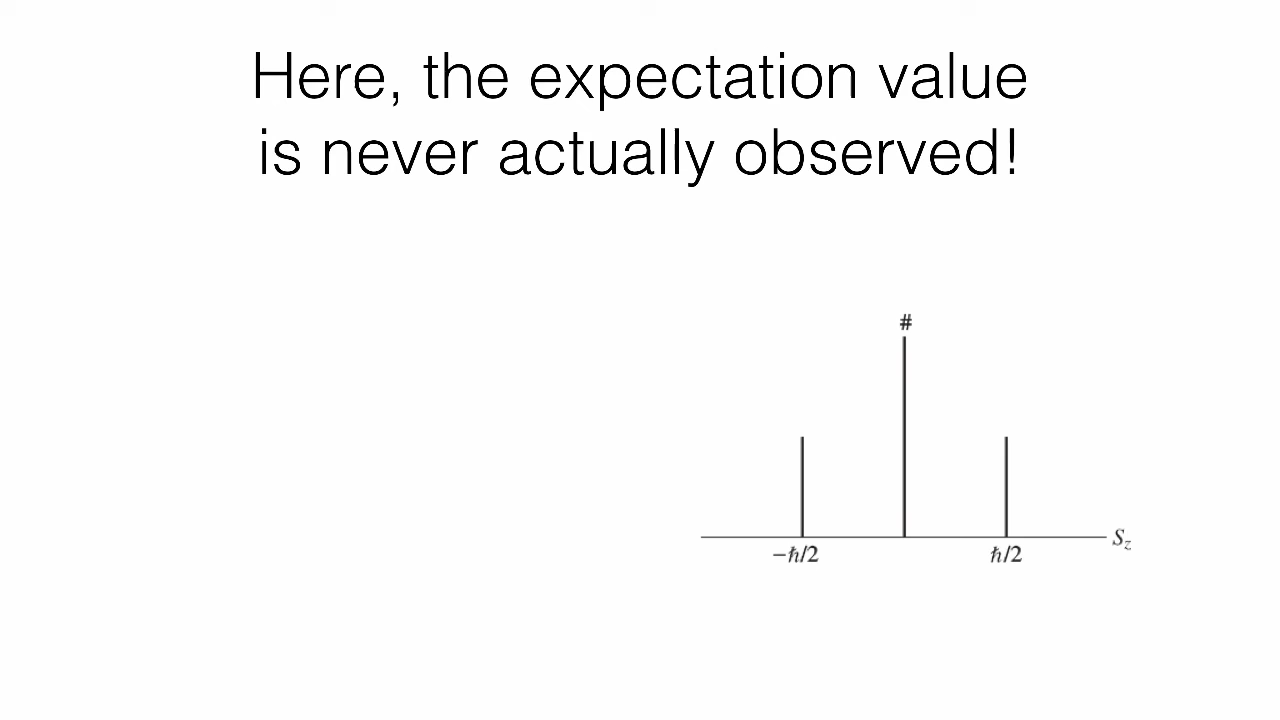 Here, the expectation value
is never actually observed!
#
−ℏ/2
ℏ/2
S_z